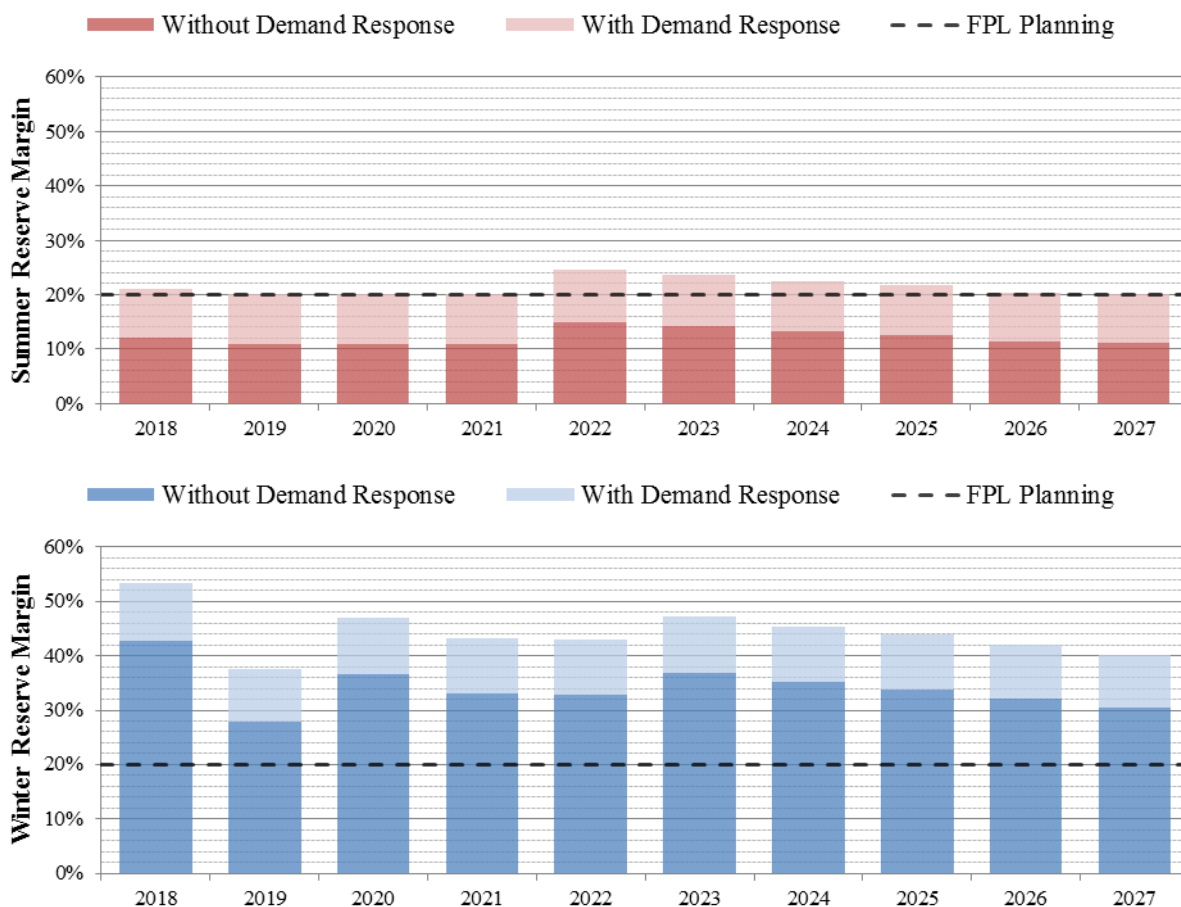 Without Demand Response With Demand Response FPL Planning
Summer Reserve Margin
60%
50%
40%
30%
20%
10%
0%
2018 2019 2020 2021 2022 2023 2024 2025 2026 2027
Without Demand Response With Demand Response FPL Planning
Winter Reserve Margin
60%
50%
40%
30%
20%
10%
0%
2018 2019 2020 2021 2022 2023 2024 2025 2026 2027